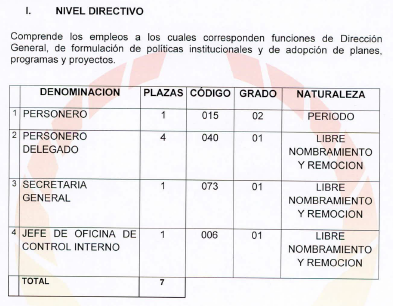 I. NIVEL DIRECTIVO
Comprende los empleos a los cuales corresponden funciones de Dirección
General, de formulación de políticas institucionales y de adopción de planes,
programas y proyectos.
DENOMINACION PLAZAS CÓDIGO GRADO NATURALEZA
1 PERSONERO 1 015 02 PERIODO
2 PERSONERO 4 040 01 LIBRE
DELEGADO NOMBRAMIENTO
Y REMOCION
3 SECRETARIA 1 073 01 LIBRE
GENERAL NOMBRAMIENTO
Y REMOCION
4 JEFE DE OFICINA DE 1 006 01 LIBRE
CONTROL INTERNO NOMBRAMIENTO
Y REMOCION
TOTAL 7